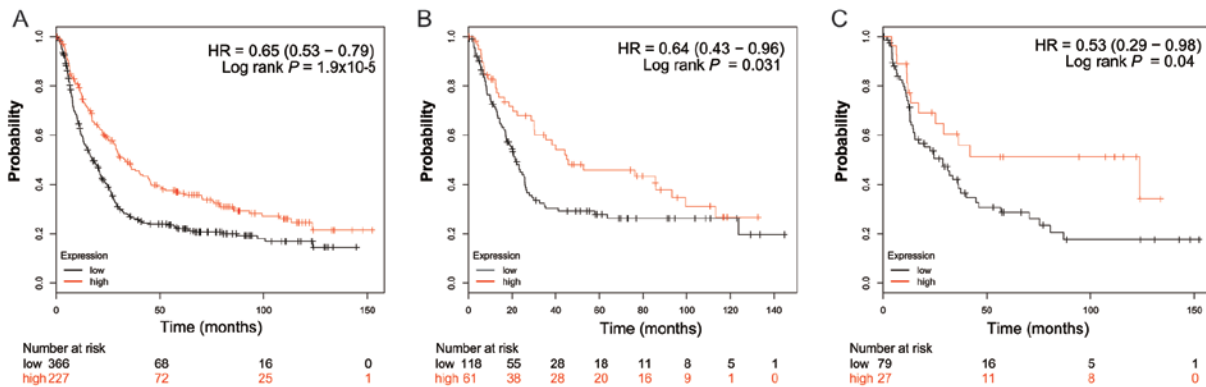 A
HR = 0.65 (0.53 – 0.79)
Log rank P = 1.9x10-5
Probability
1.0
0.8
0.6
0.4
0.2
0.0
Expression
low
high
0 50 100 150
Time (months)
Number at risk
low 366 68 16 0
high 227 72 25 1
B
HR = 0.64 (0.43 – 0.96)
Log rank P = 0.031
Probability
1.0
0.8
0.6
0.4
0.2
0.0
Expression
low
high
0 20 40 60 80 100 120 140
Time (months)
Number at risk
low 118 55 28 18 11 8 5 1
high 61 38 28 20 16 9 1 0
C
HR = 0.53 (0.29 – 0.98)
Log rank P = 0.04
Probability
1.0
0.8
0.6
0.4
0.2
0.0
Expression
low
high
0 50 100 150
Time (months)
Number at risk
low 79 16 5 1
high 27 11 8 0